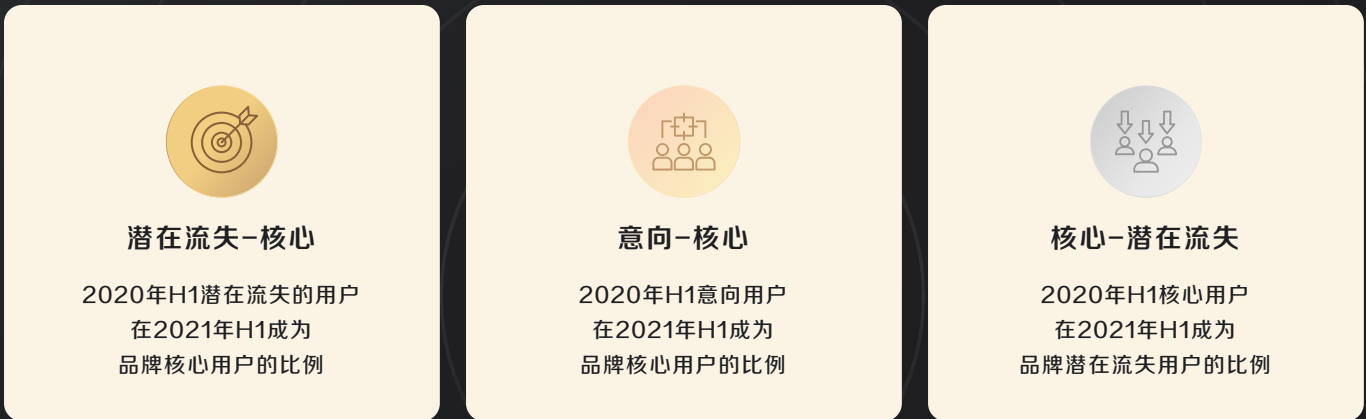 潜在流失–核心
2020年H1潜在流失的用户
在2021年H1成为
品牌核心用户的比例
意向–核心
2020年H1意向用户
在2021年H1成为
品牌核心用户的比例
核心–潜在流失
2020年H1核心用户
在2021年H1成为
品牌潜在流失用户的比例